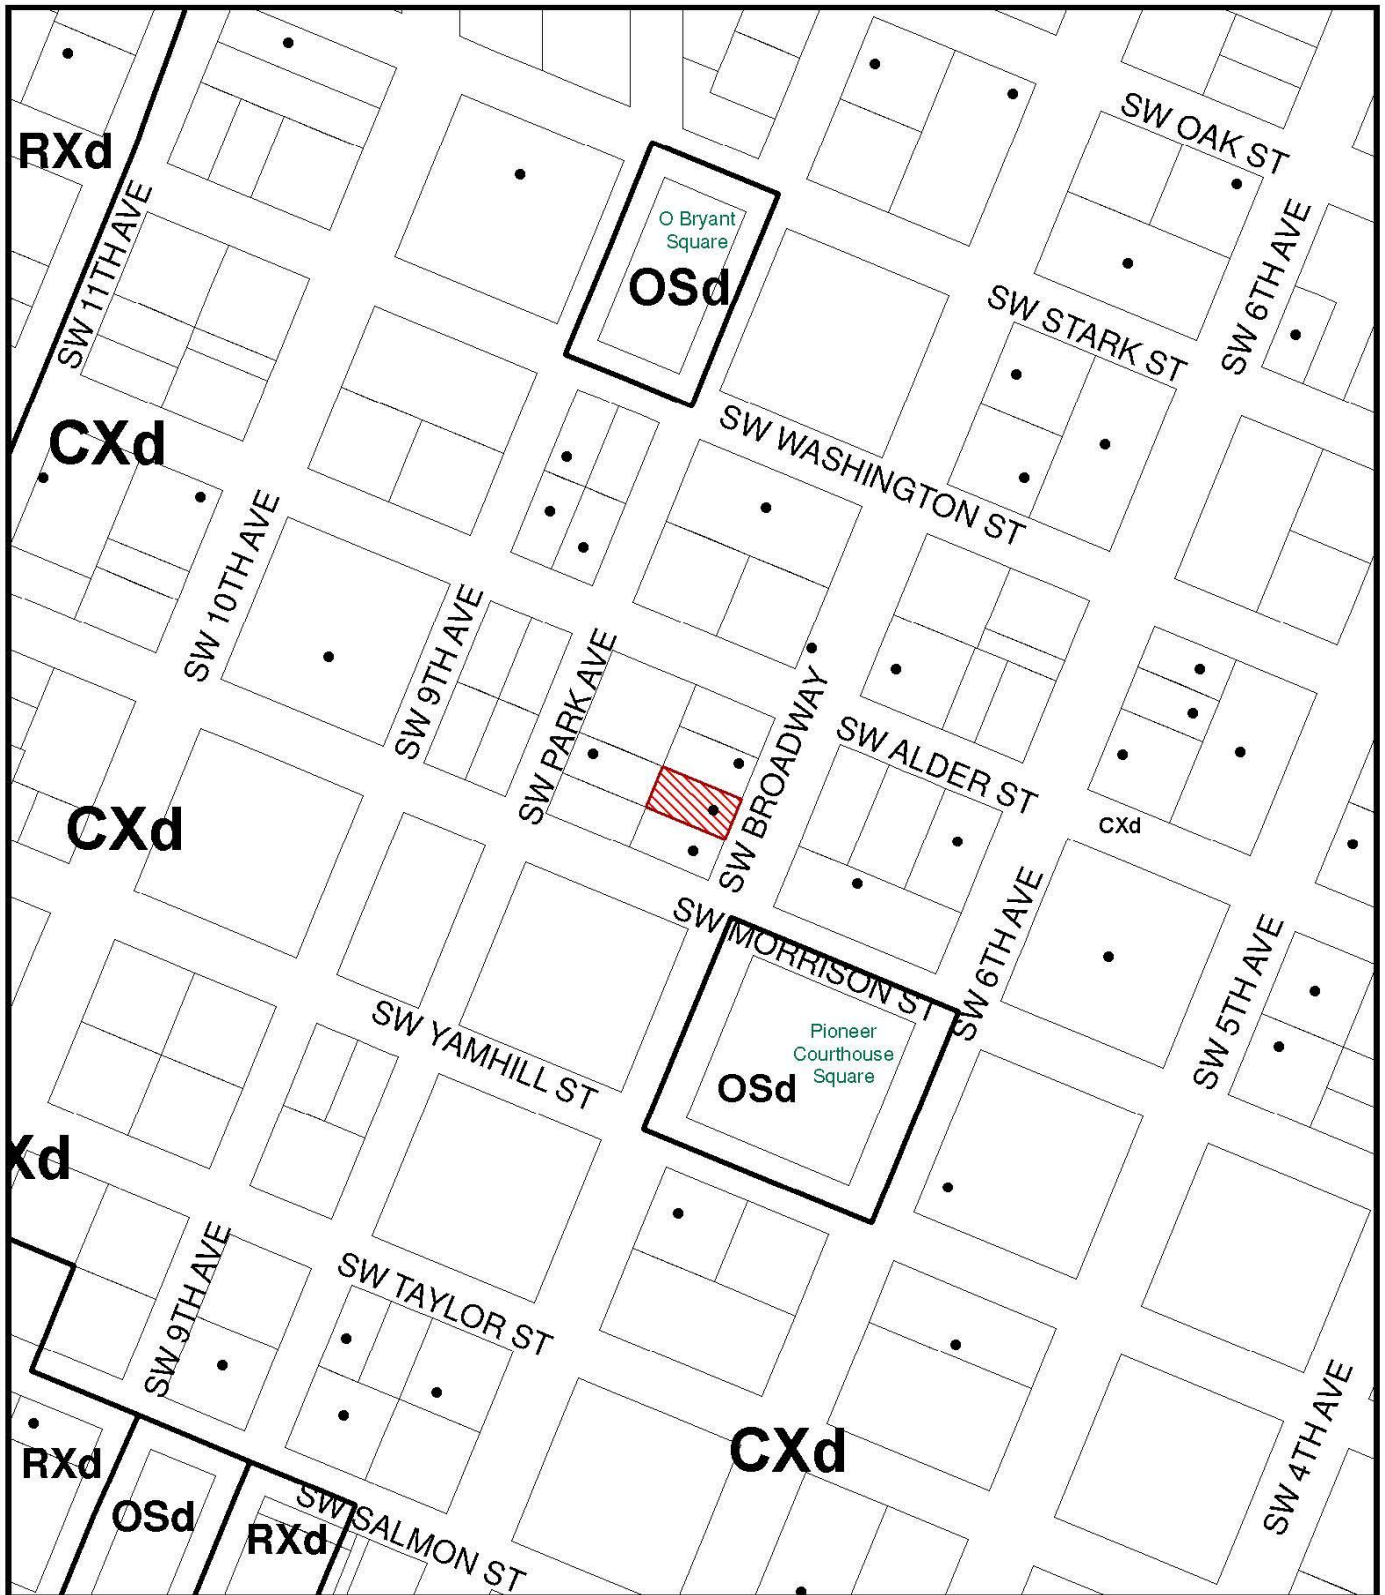 SW OAK ST
RXd
SW 11TH AVE
SW 6TH AVE
O Bryant
Square
OSd
SW STARK ST
CXd
SW WASHINGTON ST
SW 10TH AVE
SW 9TH AVE
SW PARK AVE
SW BROADWAY
SW ALDER ST
CXd
CXd
SW 6TH AVE
SW MORRISON ST
SW 5TH AVE
SW YAMHILL ST
Pioneer
Courthouse
Square
OSd
Xd
SW 9TH AVE
SW TAYLOR ST
SW 4TH AVE
CXd
RXd
OSd
RXd
SW SALMON ST